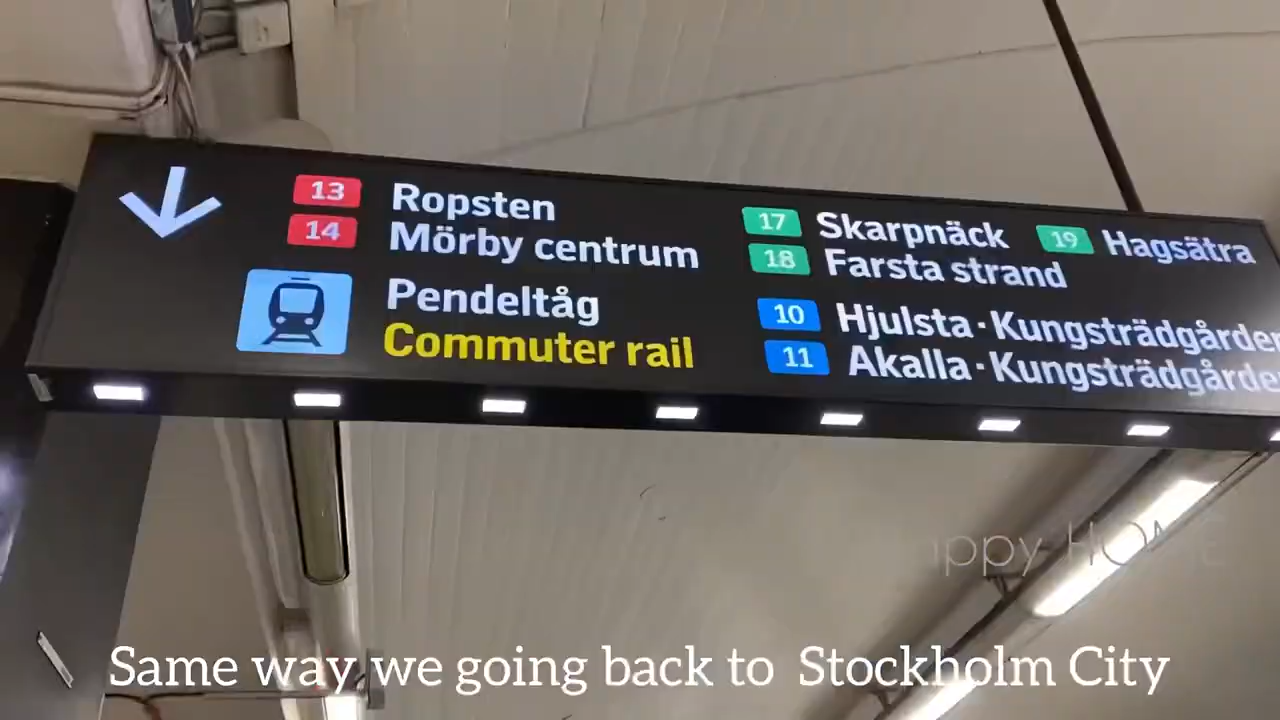 13 Ropsten
14 Mörby centrum
Pendeltåg
Commuter rail
17 Skarpnäck 19 Hagsätra
18 Farsta strand
10 Hjulsta · Kungsträdgården
11 Akalla · Kungsträdgården
HOME
Same way we going back to Stockholm City